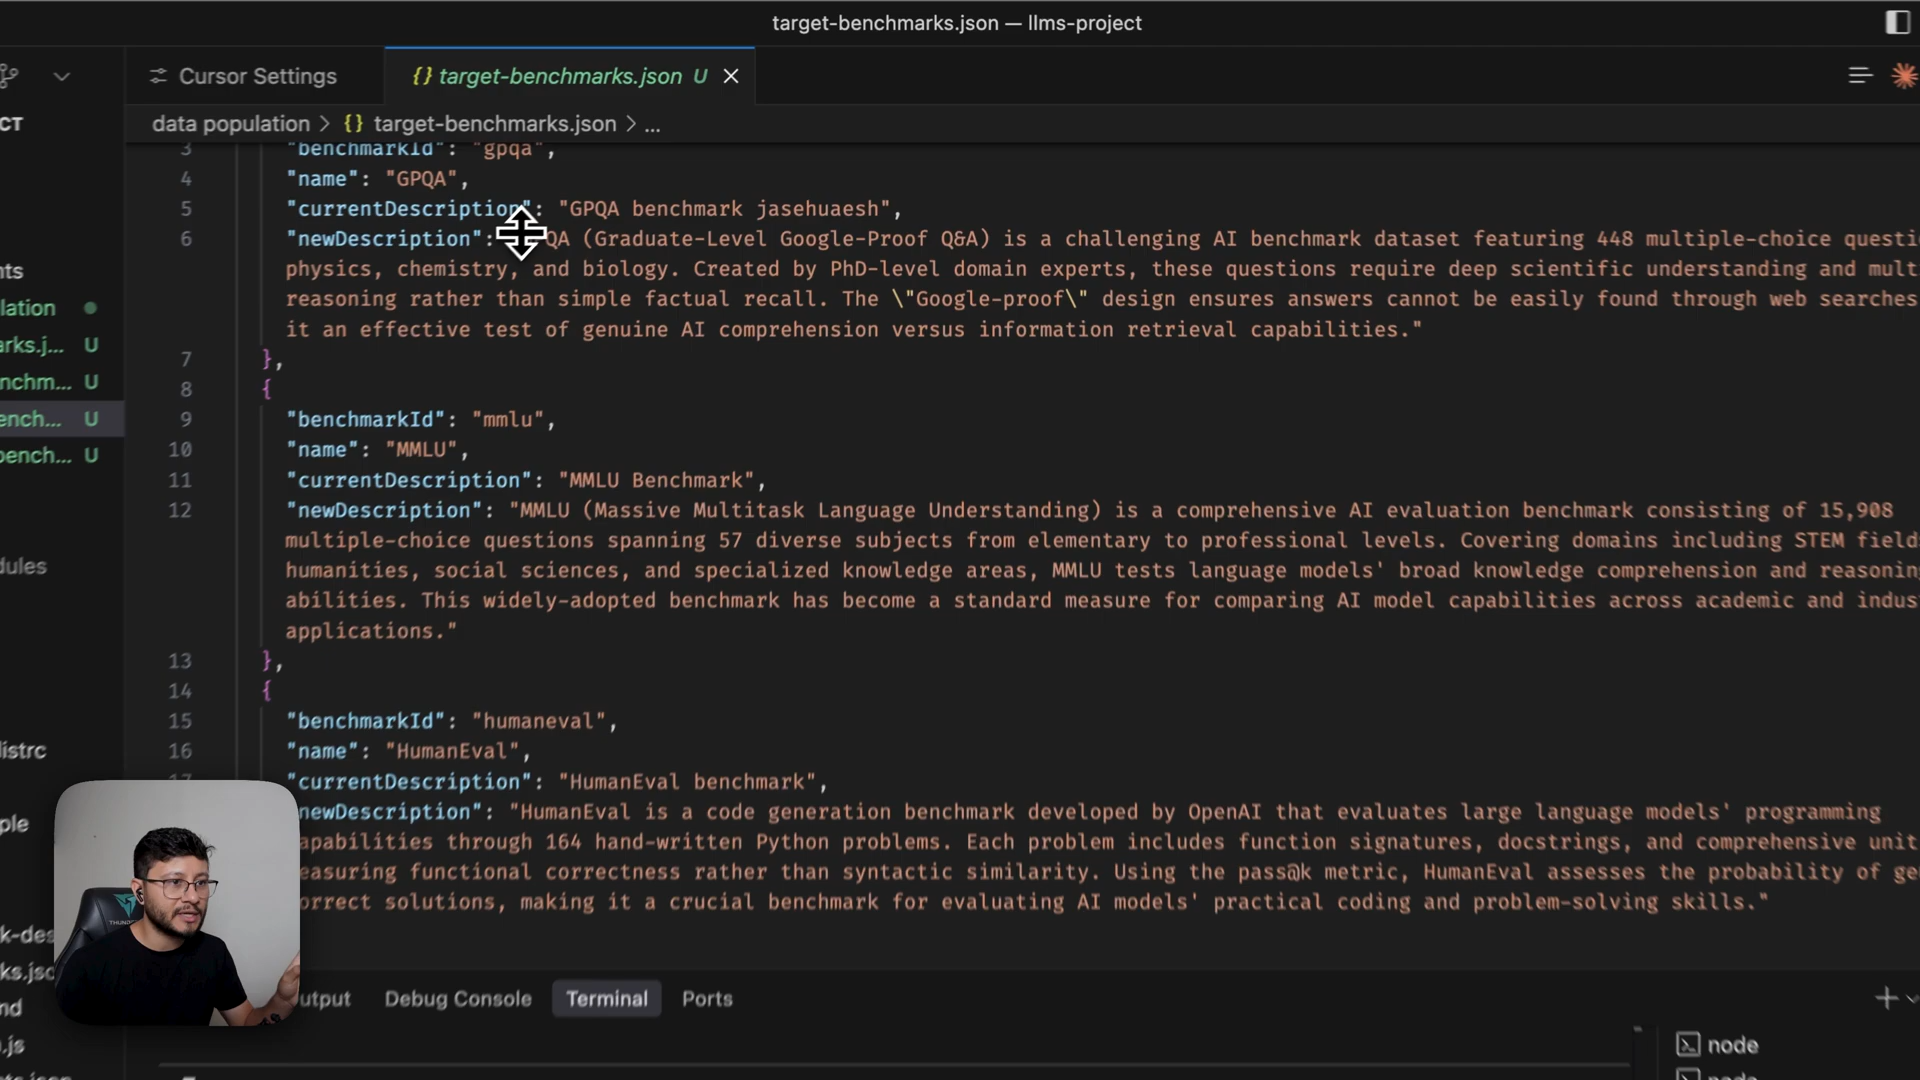 target-benchmarks.json — llms-project
Cursor Settings
{} target-benchmarks.json U
data population > {} target-benchmarks.json > ...
CT
nts
lation
arks.j... U
nchm... U
ench... U
bench... U
dules
listrc
ple
k-des
ks.jso
nd
.js
3 "benchmarkId": "gpqa",
4 "name": "GPQA",
5 "currentDescription": "GPQA benchmark jasehuaesh",
6 "newDescription": QA (Graduate-Level Google-Proof Q&A) is a challenging AI benchmark dataset featuring 448 multiple-choice questi
physics, chemistry, and biology. Created by PhD-level domain experts, these questions require deep scientific understanding and mult
reasoning rather than simple factual recall. The \"Google-proof\" design ensures answers cannot be easily found through web searches
it an effective test of genuine AI comprehension versus information retrieval capabilities."
7 },
8 {
9 "benchmarkId": "mmlu",
10 "name": "MMLU",
11 "currentDescription": "MMLU Benchmark",
12 "newDescription": "MMLU (Massive Multitask Language Understanding) is a comprehensive AI evaluation benchmark consisting of 15,908
multiple-choice questions spanning 57 diverse subjects from elementary to professional levels. Covering domains including STEM field
humanities, social sciences, and specialized knowledge areas, MMLU tests language models' broad knowledge comprehension and reasoning
abilities. This widely-adopted benchmark has become a standard measure for comparing AI model capabilities across academic and indus
applications."
13 },
14 {
15 "benchmarkId": "humaneval",
16 "name": "HumanEval",
"currentDescription": "HumanEval benchmark",
newDescription": "HumanEval is a code generation benchmark developed by OpenAI that evaluates large language models' programming
apabilities through 164 hand-written Python problems. Each problem includes function signatures, docstrings, and comprehensive unit
easuring functional correctness rather than syntactic similarity. Using the pass@k metric, HumanEval assesses the probability of ge
orrect solutions, making it a crucial benchmark for evaluating AI models' practical coding and problem-solving skills."
utput Debug Console Terminal Ports
node